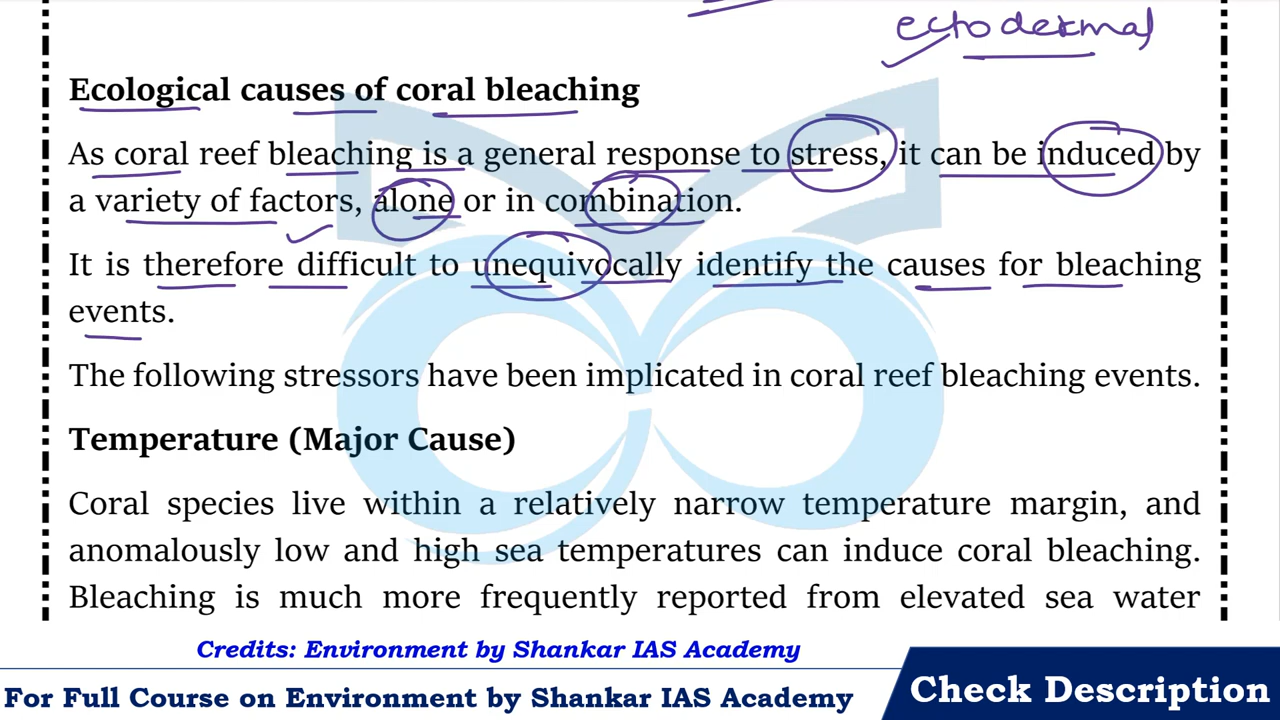 ectodermal
Ecological causes of coral bleaching
As coral reef bleaching is a general response to stress, it can be induced by
a variety of factors, alone or in combination.
It is therefore difficult to unequivocally identify the causes for bleaching
events.
The following stressors have been implicated in coral reef bleaching events.
Temperature (Major Cause)
Coral species live within a relatively narrow temperature margin, and
anomalously low and high sea temperatures can induce coral bleaching.
Bleaching is much more frequently reported from elevated sea water
Credits: Environment by Shankar IAS Academy
For Full Course on Environment by Shankar IAS Academy
Check Description